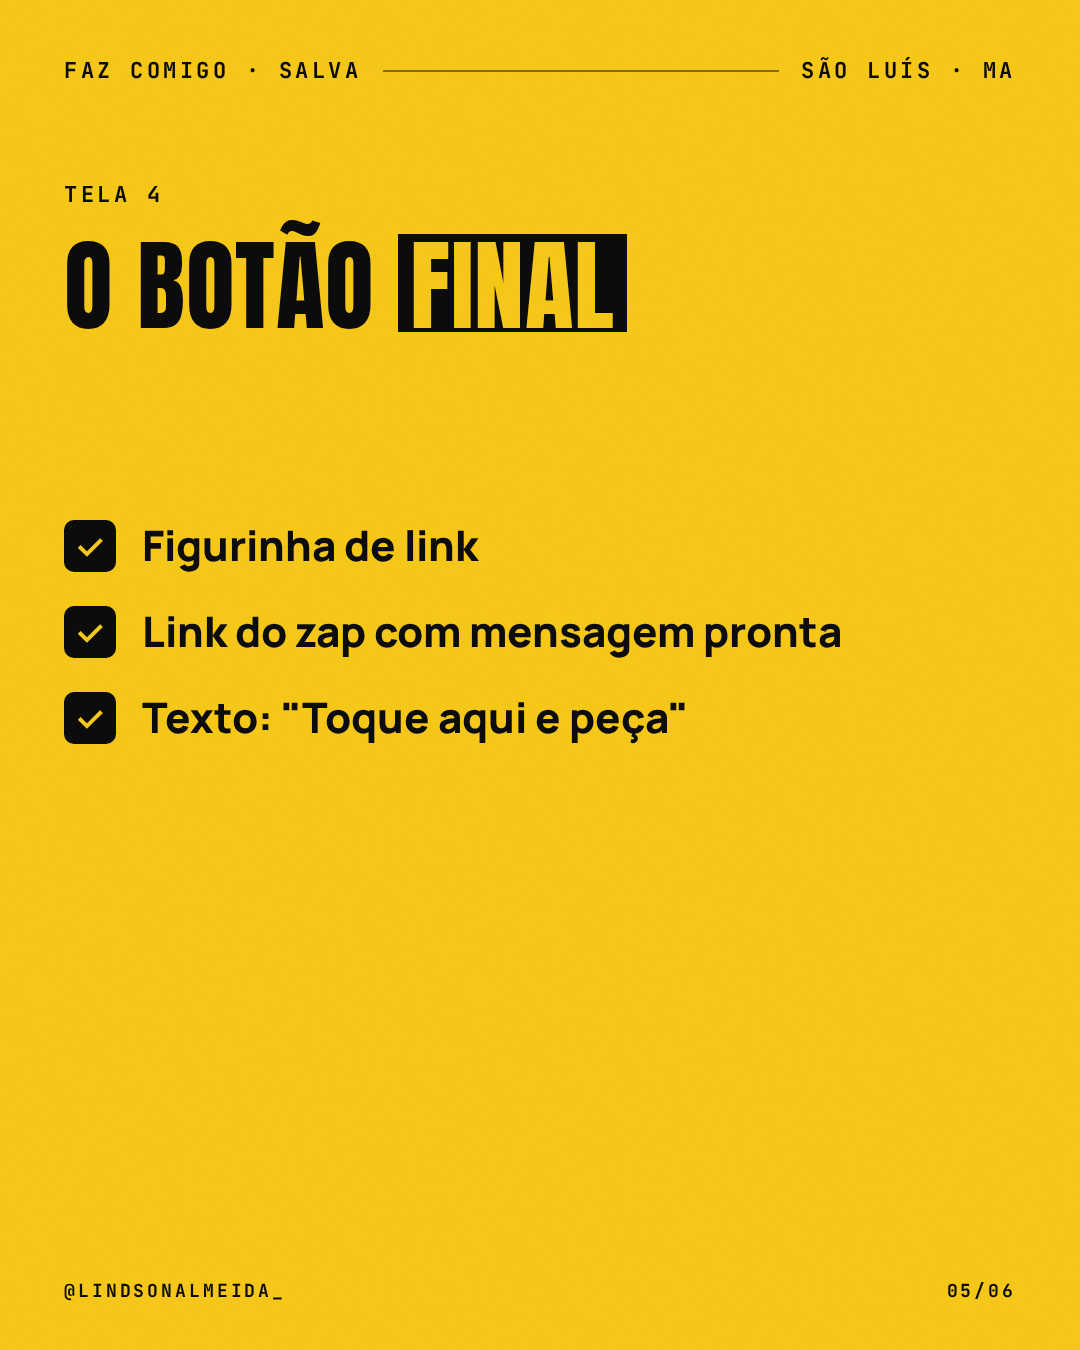 FAZ COMIGO · SALVA
SÃO LUÍS · MA
TELA 4
O BOTÃO FINAL
Figurinha de link
Link do zap com mensagem pronta
Texto: "Toque aqui e peça"
@LINDSONALMEIDA_
05/06